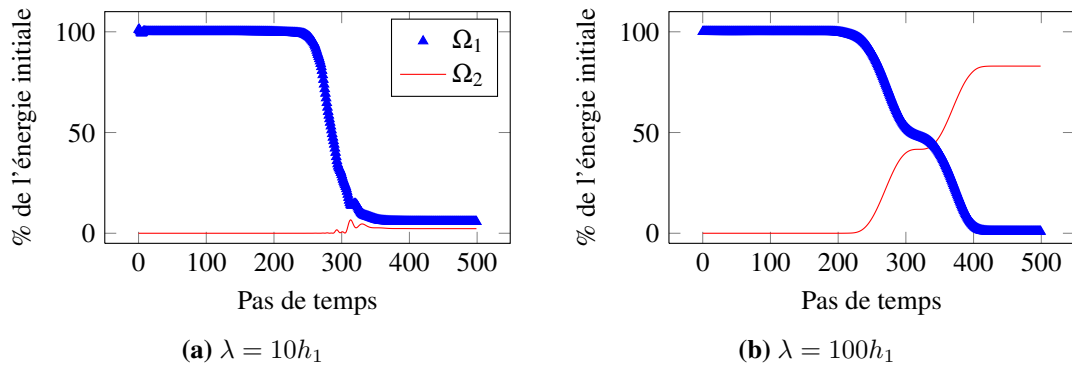 % de l'énergie initiale
100
50
0
0 100 200 300 400 500
Pas de temps
Ω₁
Ω₂
(a) λ = 10h₁
% de l'énergie initiale
100
50
0
0 100 200 300 400 500
Pas de temps
(b) λ = 100h₁